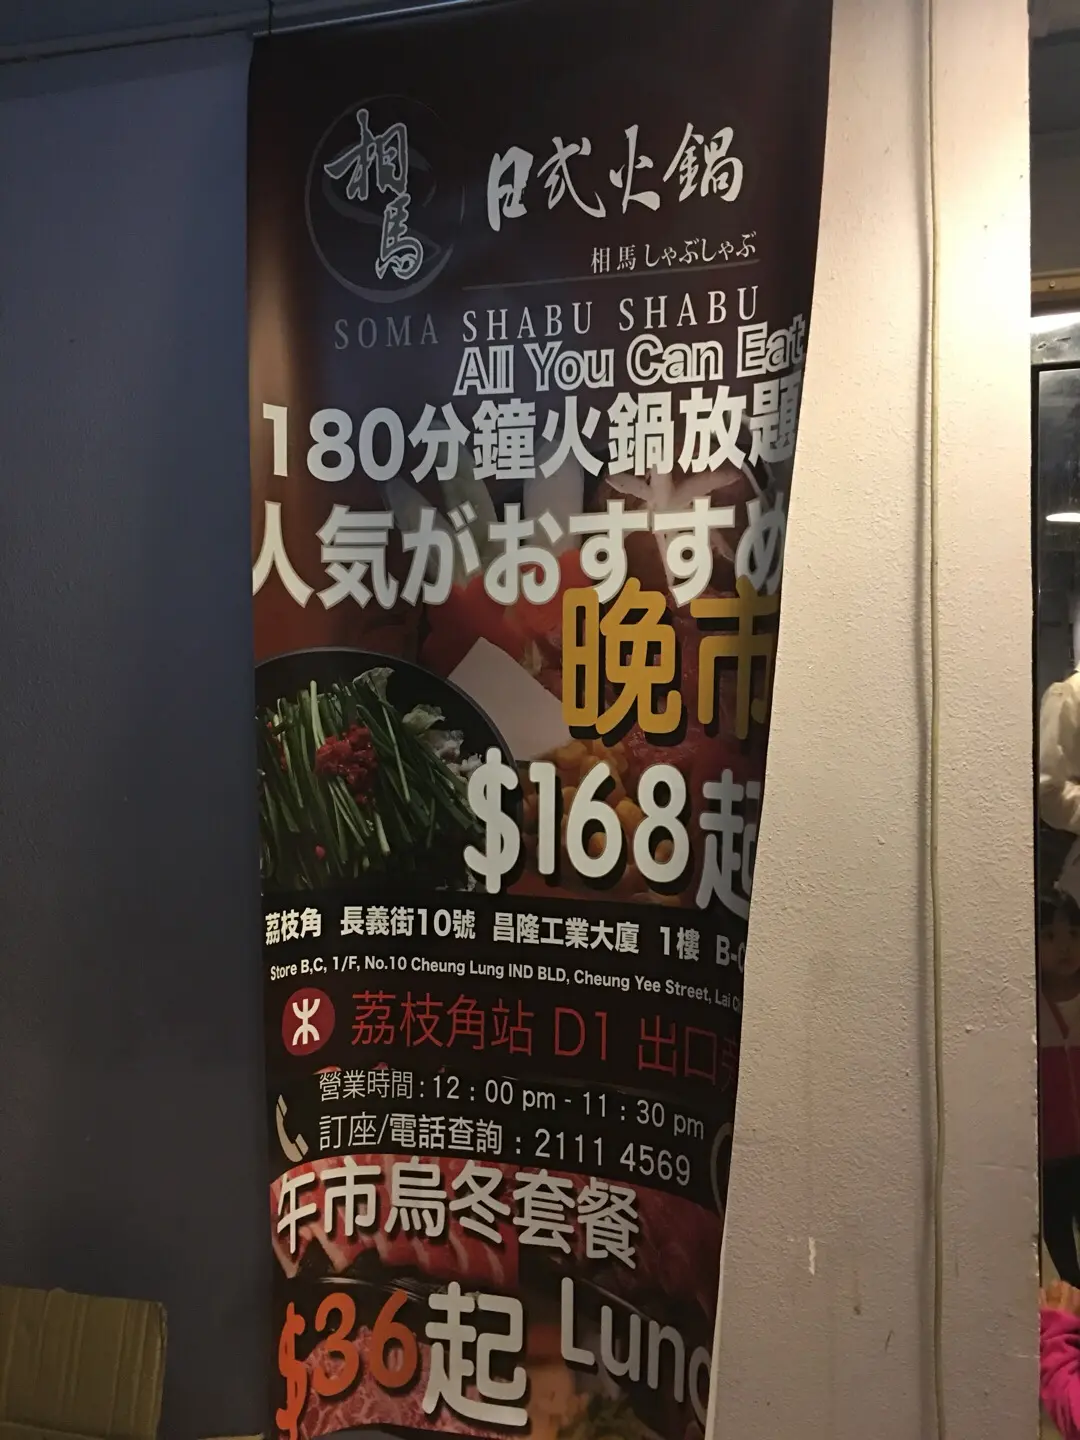 相馬
日式火鍋
相馬しゃぶしゃぶ
SOMA SHABU SHABU
All You Can Eat
180分鐘火鍋放題
人気がおすすめ
晚市
$168起
荔枝角 長義街10號 昌隆工業大廈 1樓 B-C
Store B,C, 1/F, No.10 Cheung Lung IND BLD, Cheung Yee Street, Lai
荔枝角站 D1 出口
營業時間 : 12 : 00 pm - 11 : 30 pm
訂座/電話查詢 : 2111 4569
午市烏冬套餐
$36起 Lunc